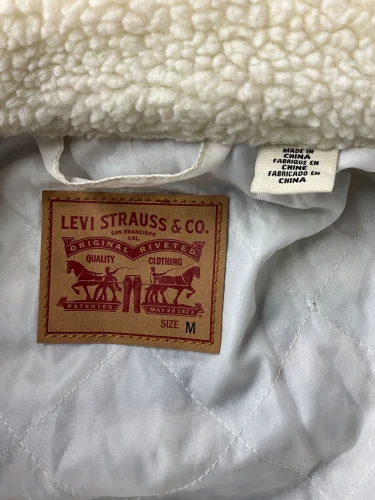 MADE IN
CHINA
FABRIQUÉ EN
CHINE
FABRICADO EN
CHINA
LEVI STRAUSS & CO.
SAN FRANCISCO
CAL.
ORIGINAL RIVETED
QUALITY CLOTHING
PATENTED MAY 20 1873
SIZE M